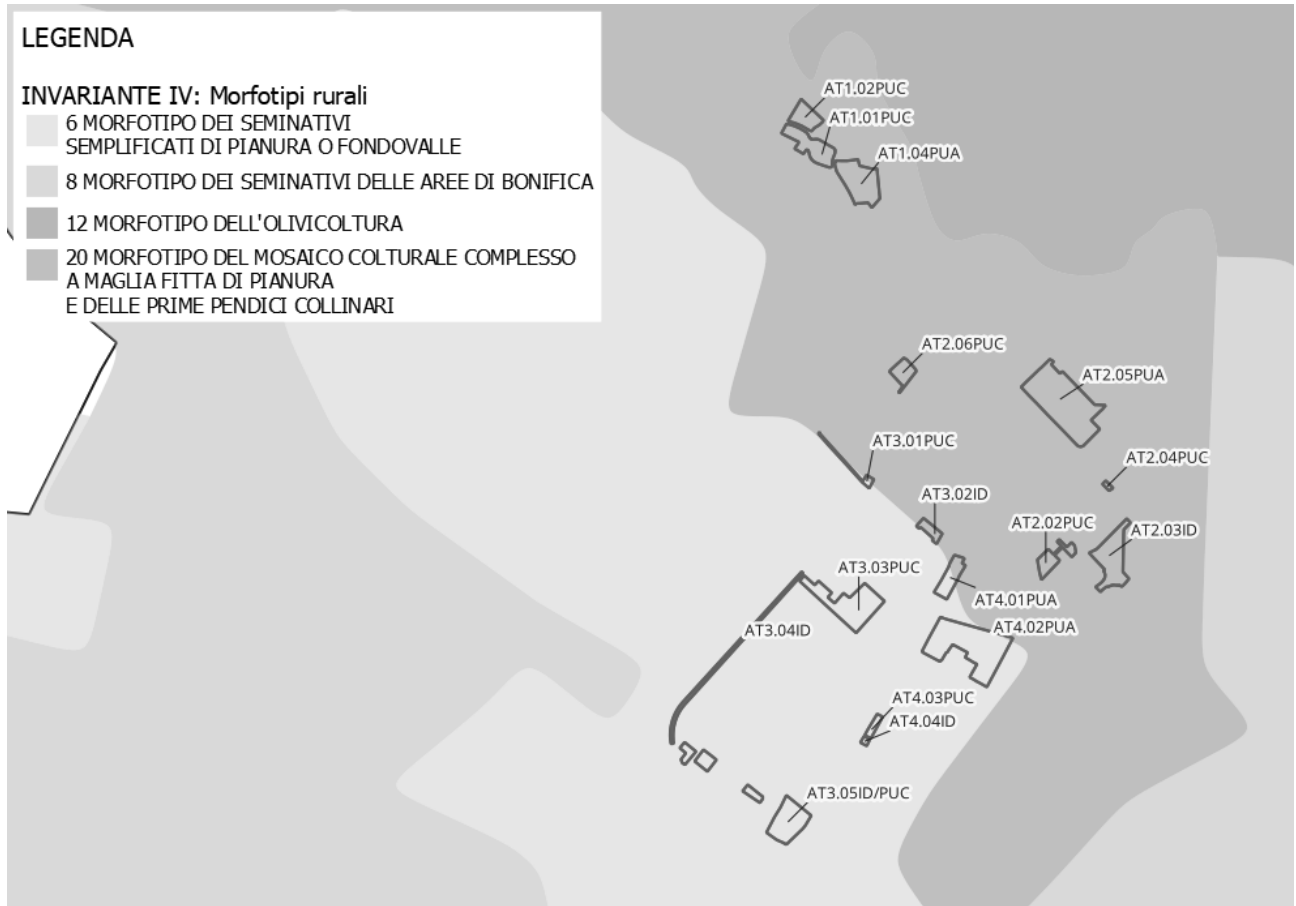 LEGENDA
INVARIANTE IV: Morfotipi rurali
6 MORFOTIPO DEI SEMINATIVI
SEMPLIFICATI DI PIANURA O FONDOVALLE
8 MORFOTIPO DEI SEMINATIVI DELLE AREE DI BONIFICA
12 MORFOTIPO DELL'OLIVICOLTURA
20 MORFOTIPO DEL MOSAICO COLTURALE COMPLESSO
A MAGLIA FITTA DI PIANURA
E DELLE PRIME PENDICI COLLINARI
AT1.02PUC
AT1.01PUC
AT1.04PUA
AT2.06PUC
AT2.05PUA
AT3.01PUC
AT2.04PUC
AT3.02ID
AT2.02PUC
AT2.03ID
AT3.03PUC
AT4.01PUA
AT3.04ID
AT4.02PUA
AT4.03PUC
AT4.04ID
AT3.05ID/PUC